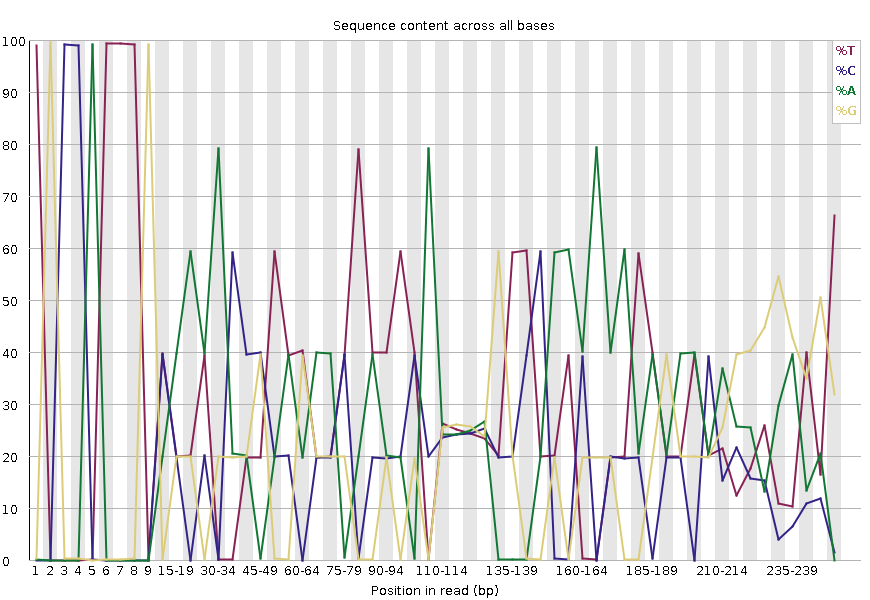 Sequence content across all bases
100
90
80
70
60
50
40
30
20
10
0
%T
%C
%A
%G
1 2 3 4 5 6 7 8 9 15-19 30-34 45-49 60-64 75-79 90-94 110-114 135-139 160-164 185-189 210-214 235-239
Position in read (bp)